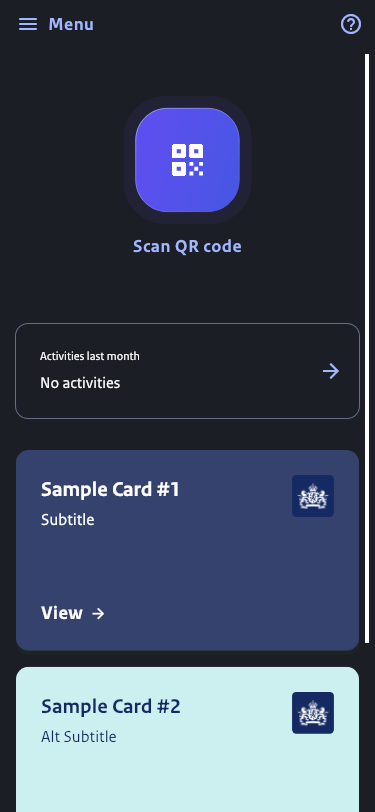 Menu
Scan QR code
Activities last month
No activities
Sample Card #1
Subtitle
View
Sample Card #2
Alt Subtitle